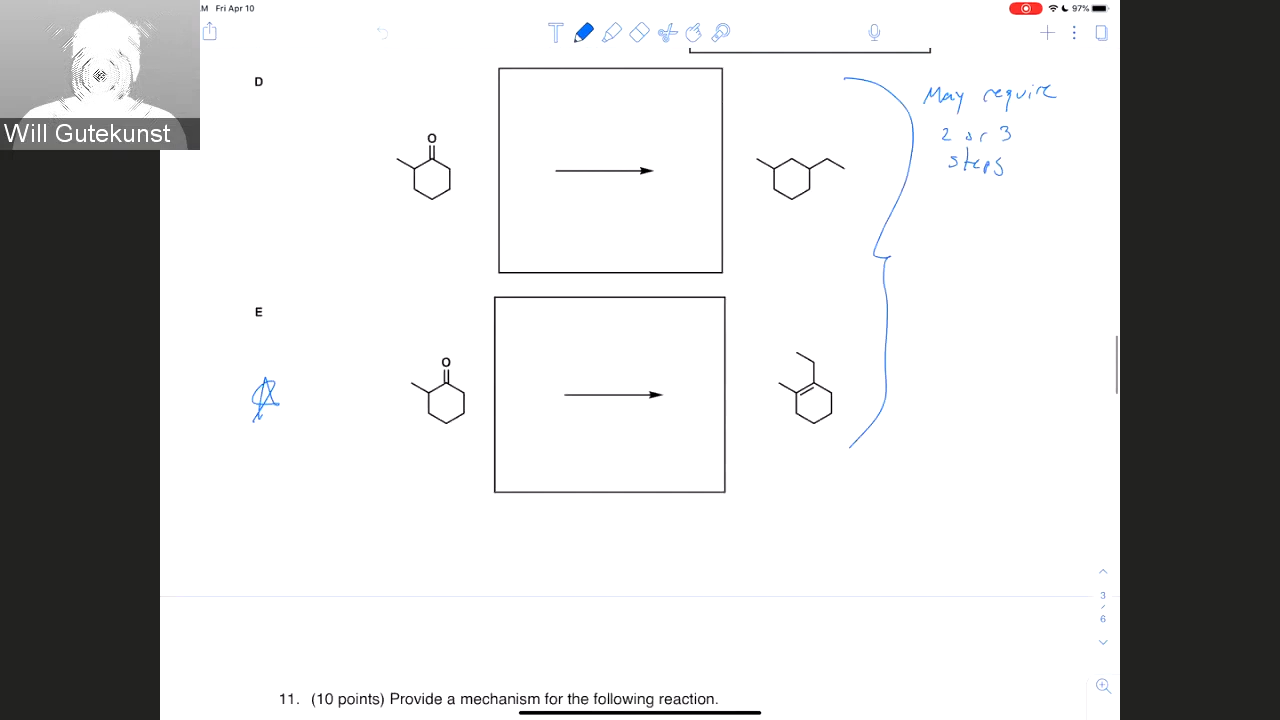 M Fri Apr 10
97%
T
Will Gutekunst
D
O
May require
2 or 3
steps
E
O
3
6
11. (10 points) Provide a mechanism for the following reaction.